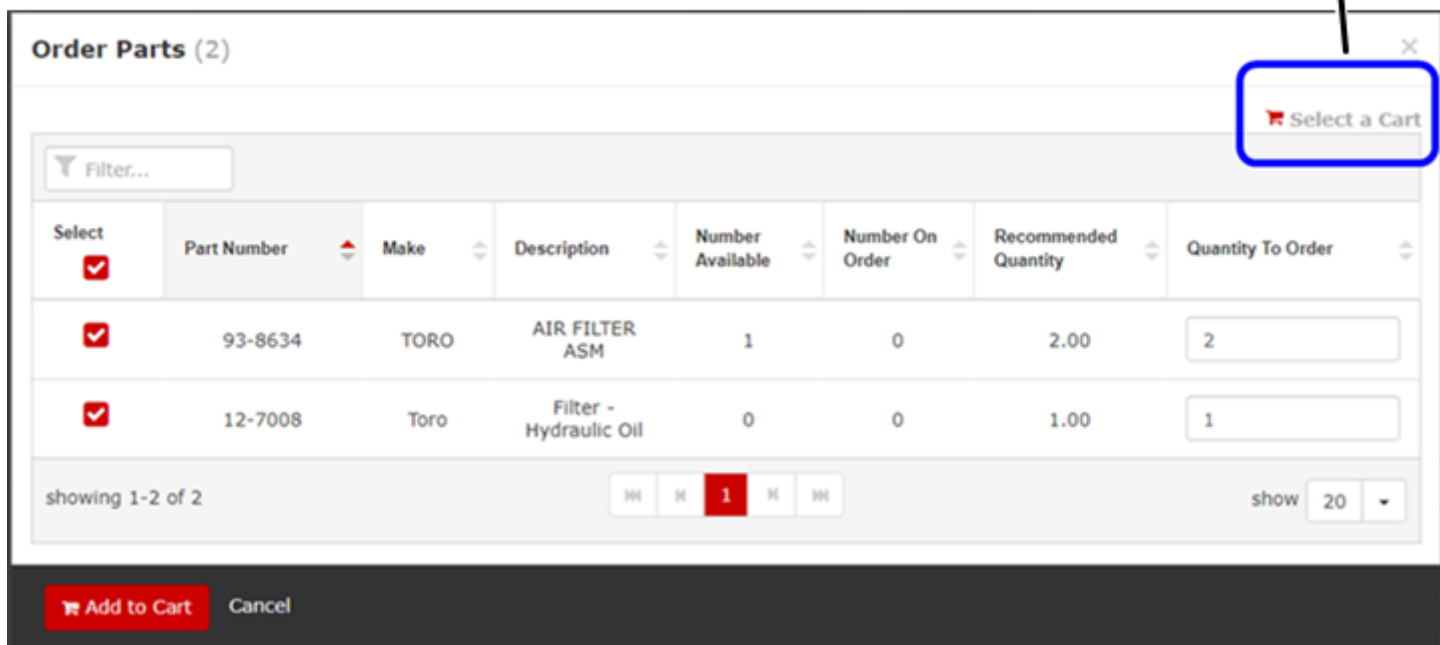 Order Parts (2)
Select a Cart
Filter...
Select
Part Number
Make
Description
Number
Available
Number On
Order
Recommended
Quantity
Quantity To Order
93-8634 TORO AIR FILTER
ASM 1 0 2.00 2
12-7008 Toro Filter -
Hydraulic Oil 0 0 1.00 1
showing 1-2 of 2
1
show 20
Add to Cart Cancel